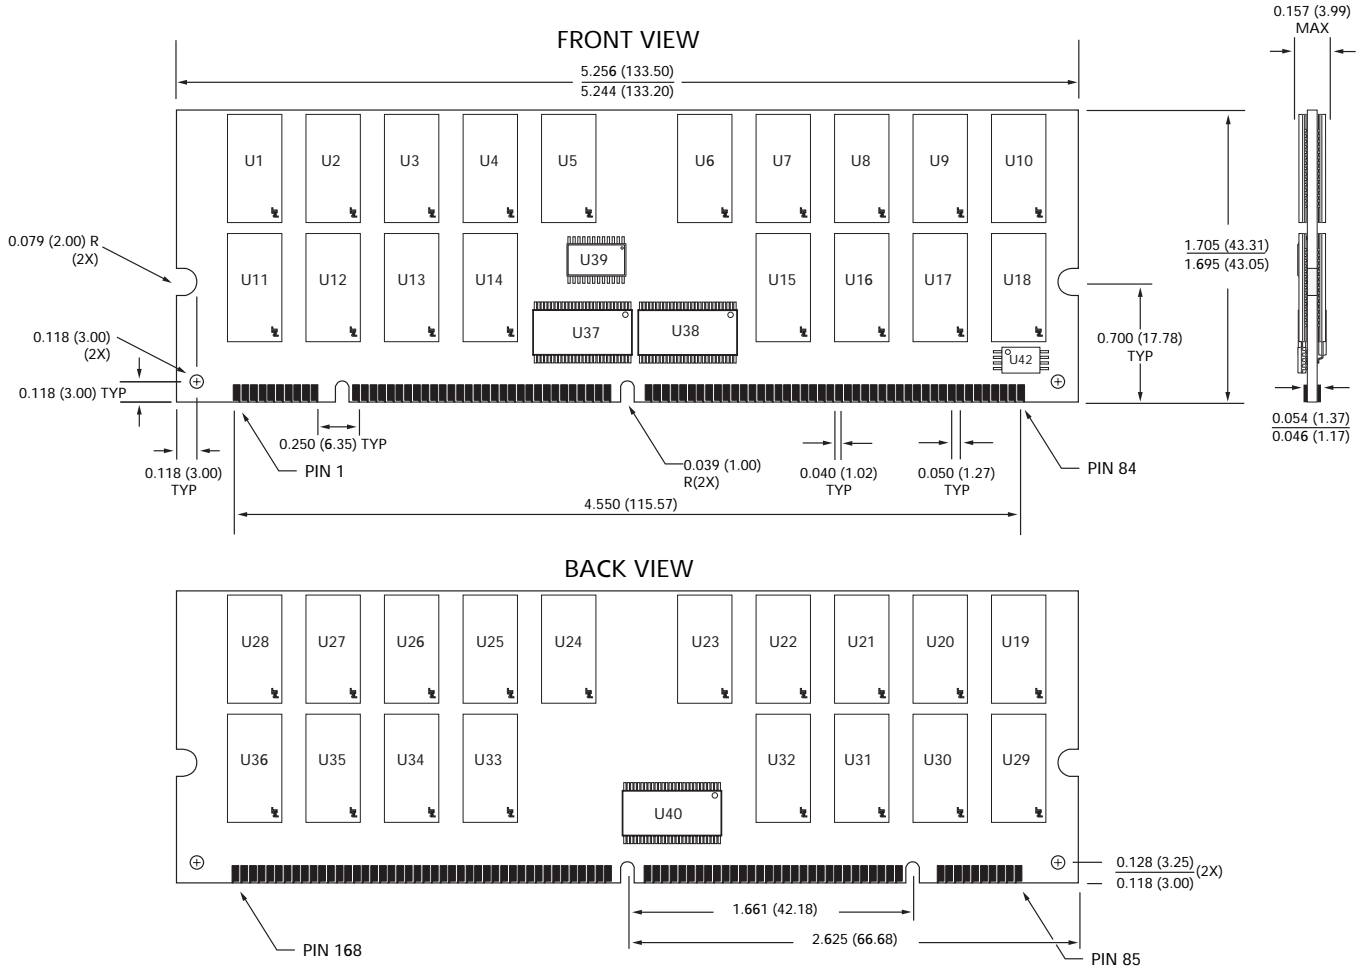 0.157 (3.99)
MAX
FRONT VIEW
5.256 (133.50)
5.244 (133.20)
U1 U2 U3 U4 U5 U6 U7 U8 U9 U10
0.079 (2.00) R
(2X)
U11 U12 U13 U14 U39 U15 U16 U17 U18
1.705 (43.31)
1.695 (43.05)
U37 U38
0.118 (3.00)
(2X)
0.700 (17.78)
TYP
U42
0.118 (3.00) TYP
0.054 (1.37)
0.046 (1.17)
0.250 (6.35) TYP
0.118 (3.00)
TYP
PIN 1
0.039 (1.00)
R(2X)
0.040 (1.02)
TYP
0.050 (1.27)
TYP
PIN 84
4.550 (115.57)
BACK VIEW
U28 U27 U26 U25 U24 U23 U22 U21 U20 U19
U36 U35 U34 U33 U32 U31 U30 U29
U40
0.128 (3.25)
0.118 (3.00)
(2X)
1.661 (42.18)
2.625 (66.68)
PIN 168
PIN 85